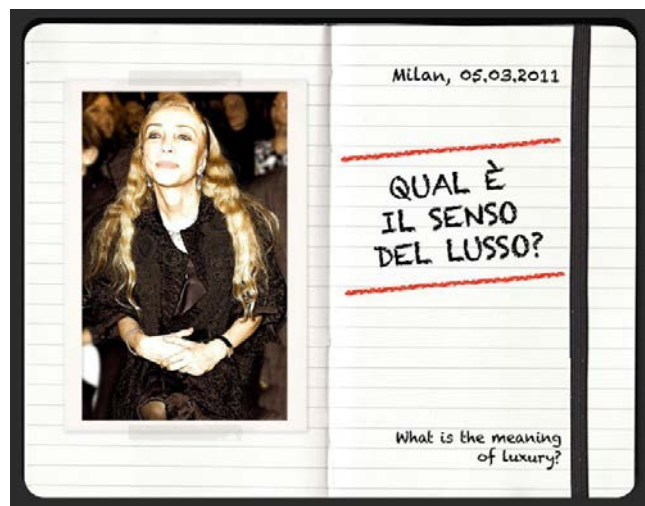 Milan, 05.03.2011
QUAL È
IL SENSO
DEL LUSSO?
What is the meaning
of luxury?